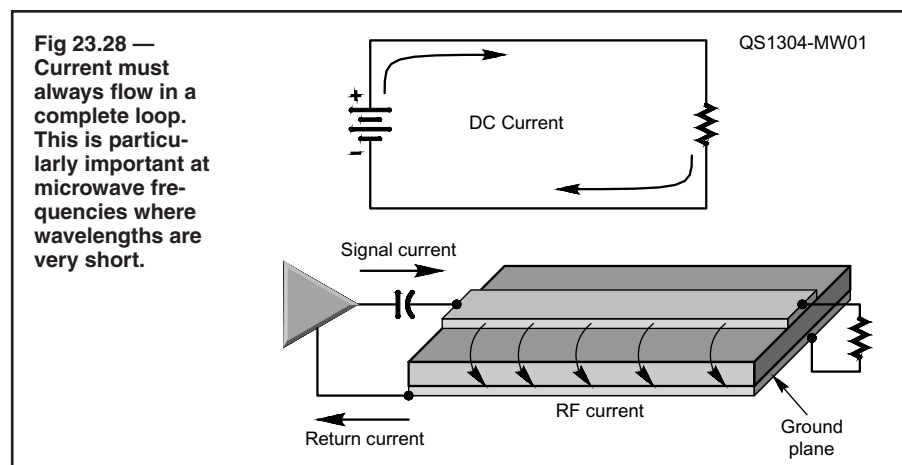 Fig 23.28 —
Current must
always flow in a
complete loop.
This is particu-
larly important at
microwave fre-
quencies where
wavelengths are
very short.
QS1304-MW01
+
DC Current
–
Signal current
RF current
Return current
Ground
plane